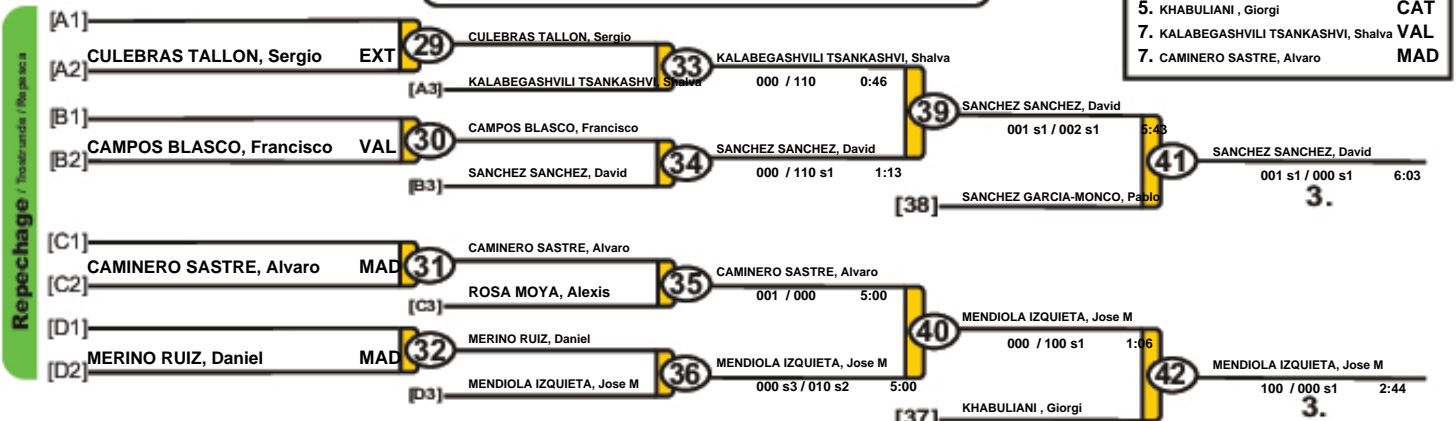 5. KHABULIANI , Giorgi CAT
7. KALABEGASHVILI TSANKASHVI, Shalva VAL
7. CAMINERO SASTRE, Alvaro MAD
Repechage / Trostrunde / Repesca
[A1]
CULEBRAS TALLON, Sergio EXT
[A2]
29
CULEBRAS TALLON, Sergio
[A3]
KALABEGASHVILI TSANKASHVI, Shalva
33
KALABEGASHVILI TSANKASHVI, Shalva
000 / 110 0:46
[B1]
CAMPOS BLASCO, Francisco VAL
[B2]
30
CAMPOS BLASCO, Francisco
[B3]
SANCHEZ SANCHEZ, David
34
SANCHEZ SANCHEZ, David
000 / 110 s1 1:13
39
SANCHEZ SANCHEZ, David
001 s1 / 002 s1 5:43
[38]
SANCHEZ GARCIA-MONCO, Pablo
41
SANCHEZ SANCHEZ, David
001 s1 / 000 s1 6:03
3.
[C1]
CAMINERO SASTRE, Alvaro MAD
[C2]
31
CAMINERO SASTRE, Alvaro
[C3]
ROSA MOYA, Alexis
35
CAMINERO SASTRE, Alvaro
001 / 000 5:00
[D1]
MERINO RUIZ, Daniel MAD
[D2]
32
MERINO RUIZ, Daniel
[D3]
MENDIOLA IZQUIETA, Jose M
36
MENDIOLA IZQUIETA, Jose M
000 s3 / 010 s2 5:00
40
MENDIOLA IZQUIETA, Jose M
000 / 100 s1 1:06
[37]
KHABULIANI , Giorgi
42
MENDIOLA IZQUIETA, Jose M
100 / 000 s1 2:44
3.